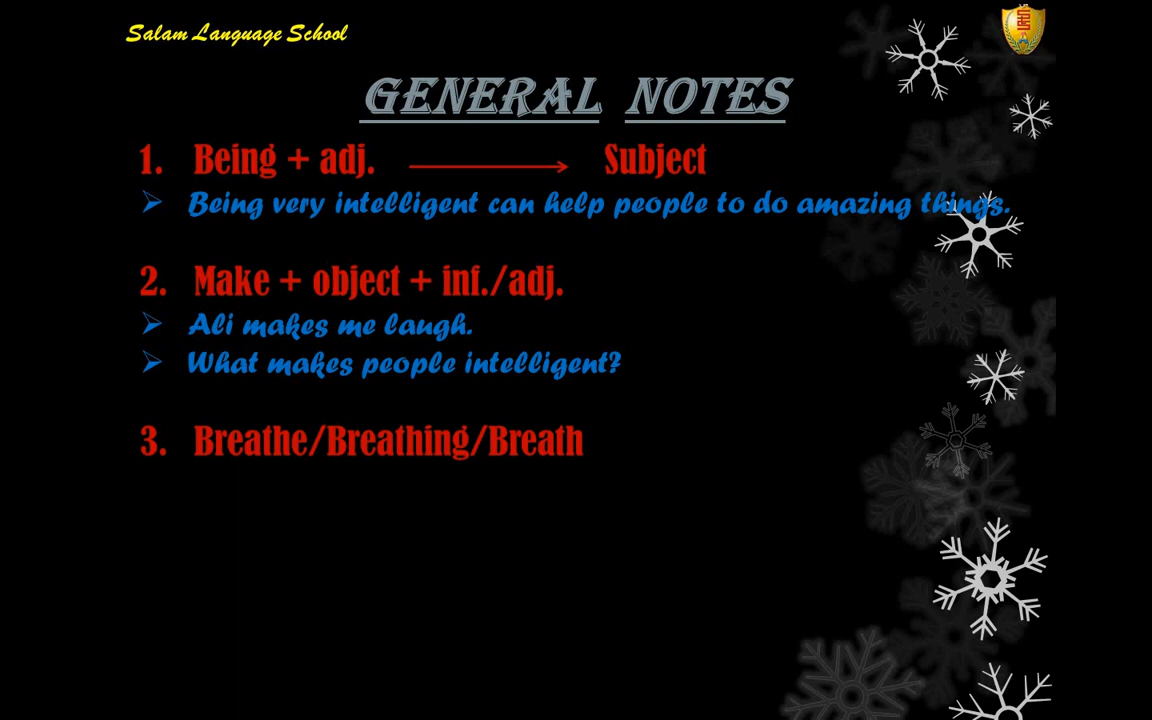 Salam Language School
GENERAL NOTES
1. Being + adj. → Subject
➢ Being very intelligent can help people to do amazing things.
2. Make + object + inf./adj.
➢ Ali makes me laugh.
➢ What makes people intelligent?
3. Breathe/Breathing/Breath